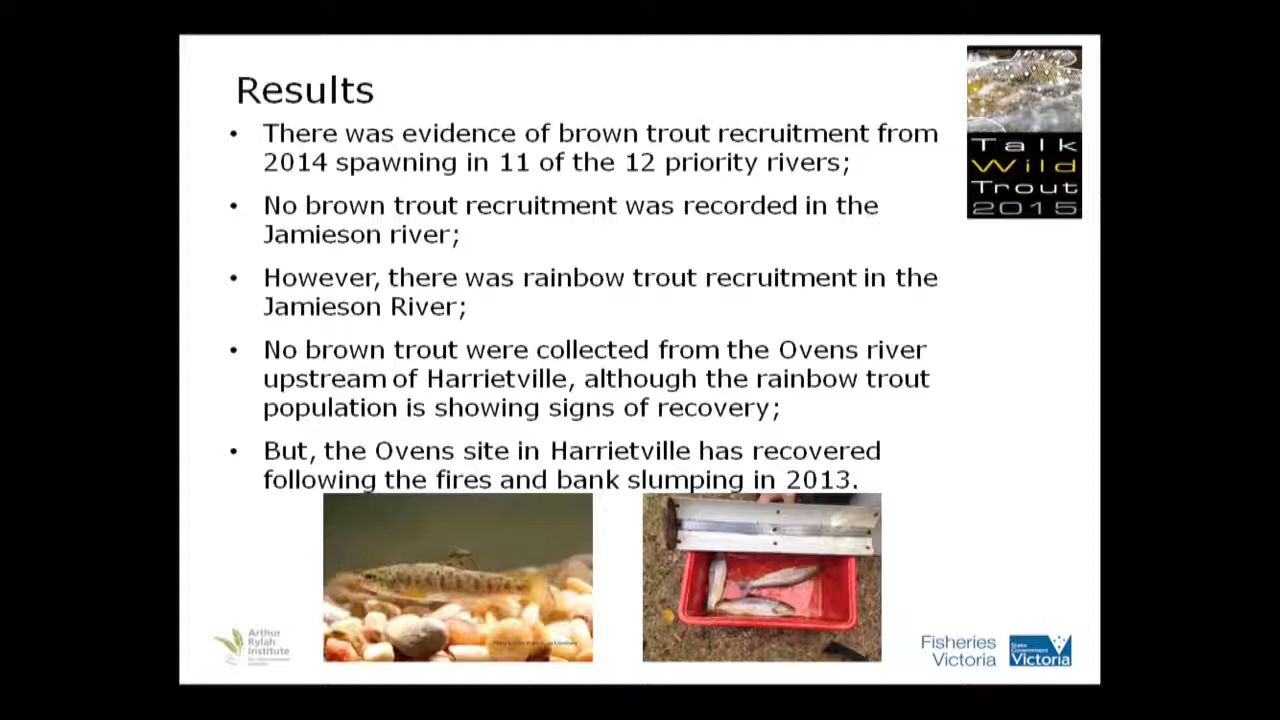 Results
• There was evidence of brown trout recruitment from
2014 spawning in 11 of the 12 priority rivers;
• No brown trout recruitment was recorded in the
Jamieson river;
• However, there was rainbow trout recruitment in the
Jamieson River;
• No brown trout were collected from the Ovens river
upstream of Harrietville, although the rainbow trout
population is showing signs of recovery;
• But, the Ovens site in Harrietville has recovered
following the fires and bank slumping in 2013.
Talk
Wild
Trout
2015
Arthur
Rylah
Institute
Fisheries
Victoria
State
Government
Victoria